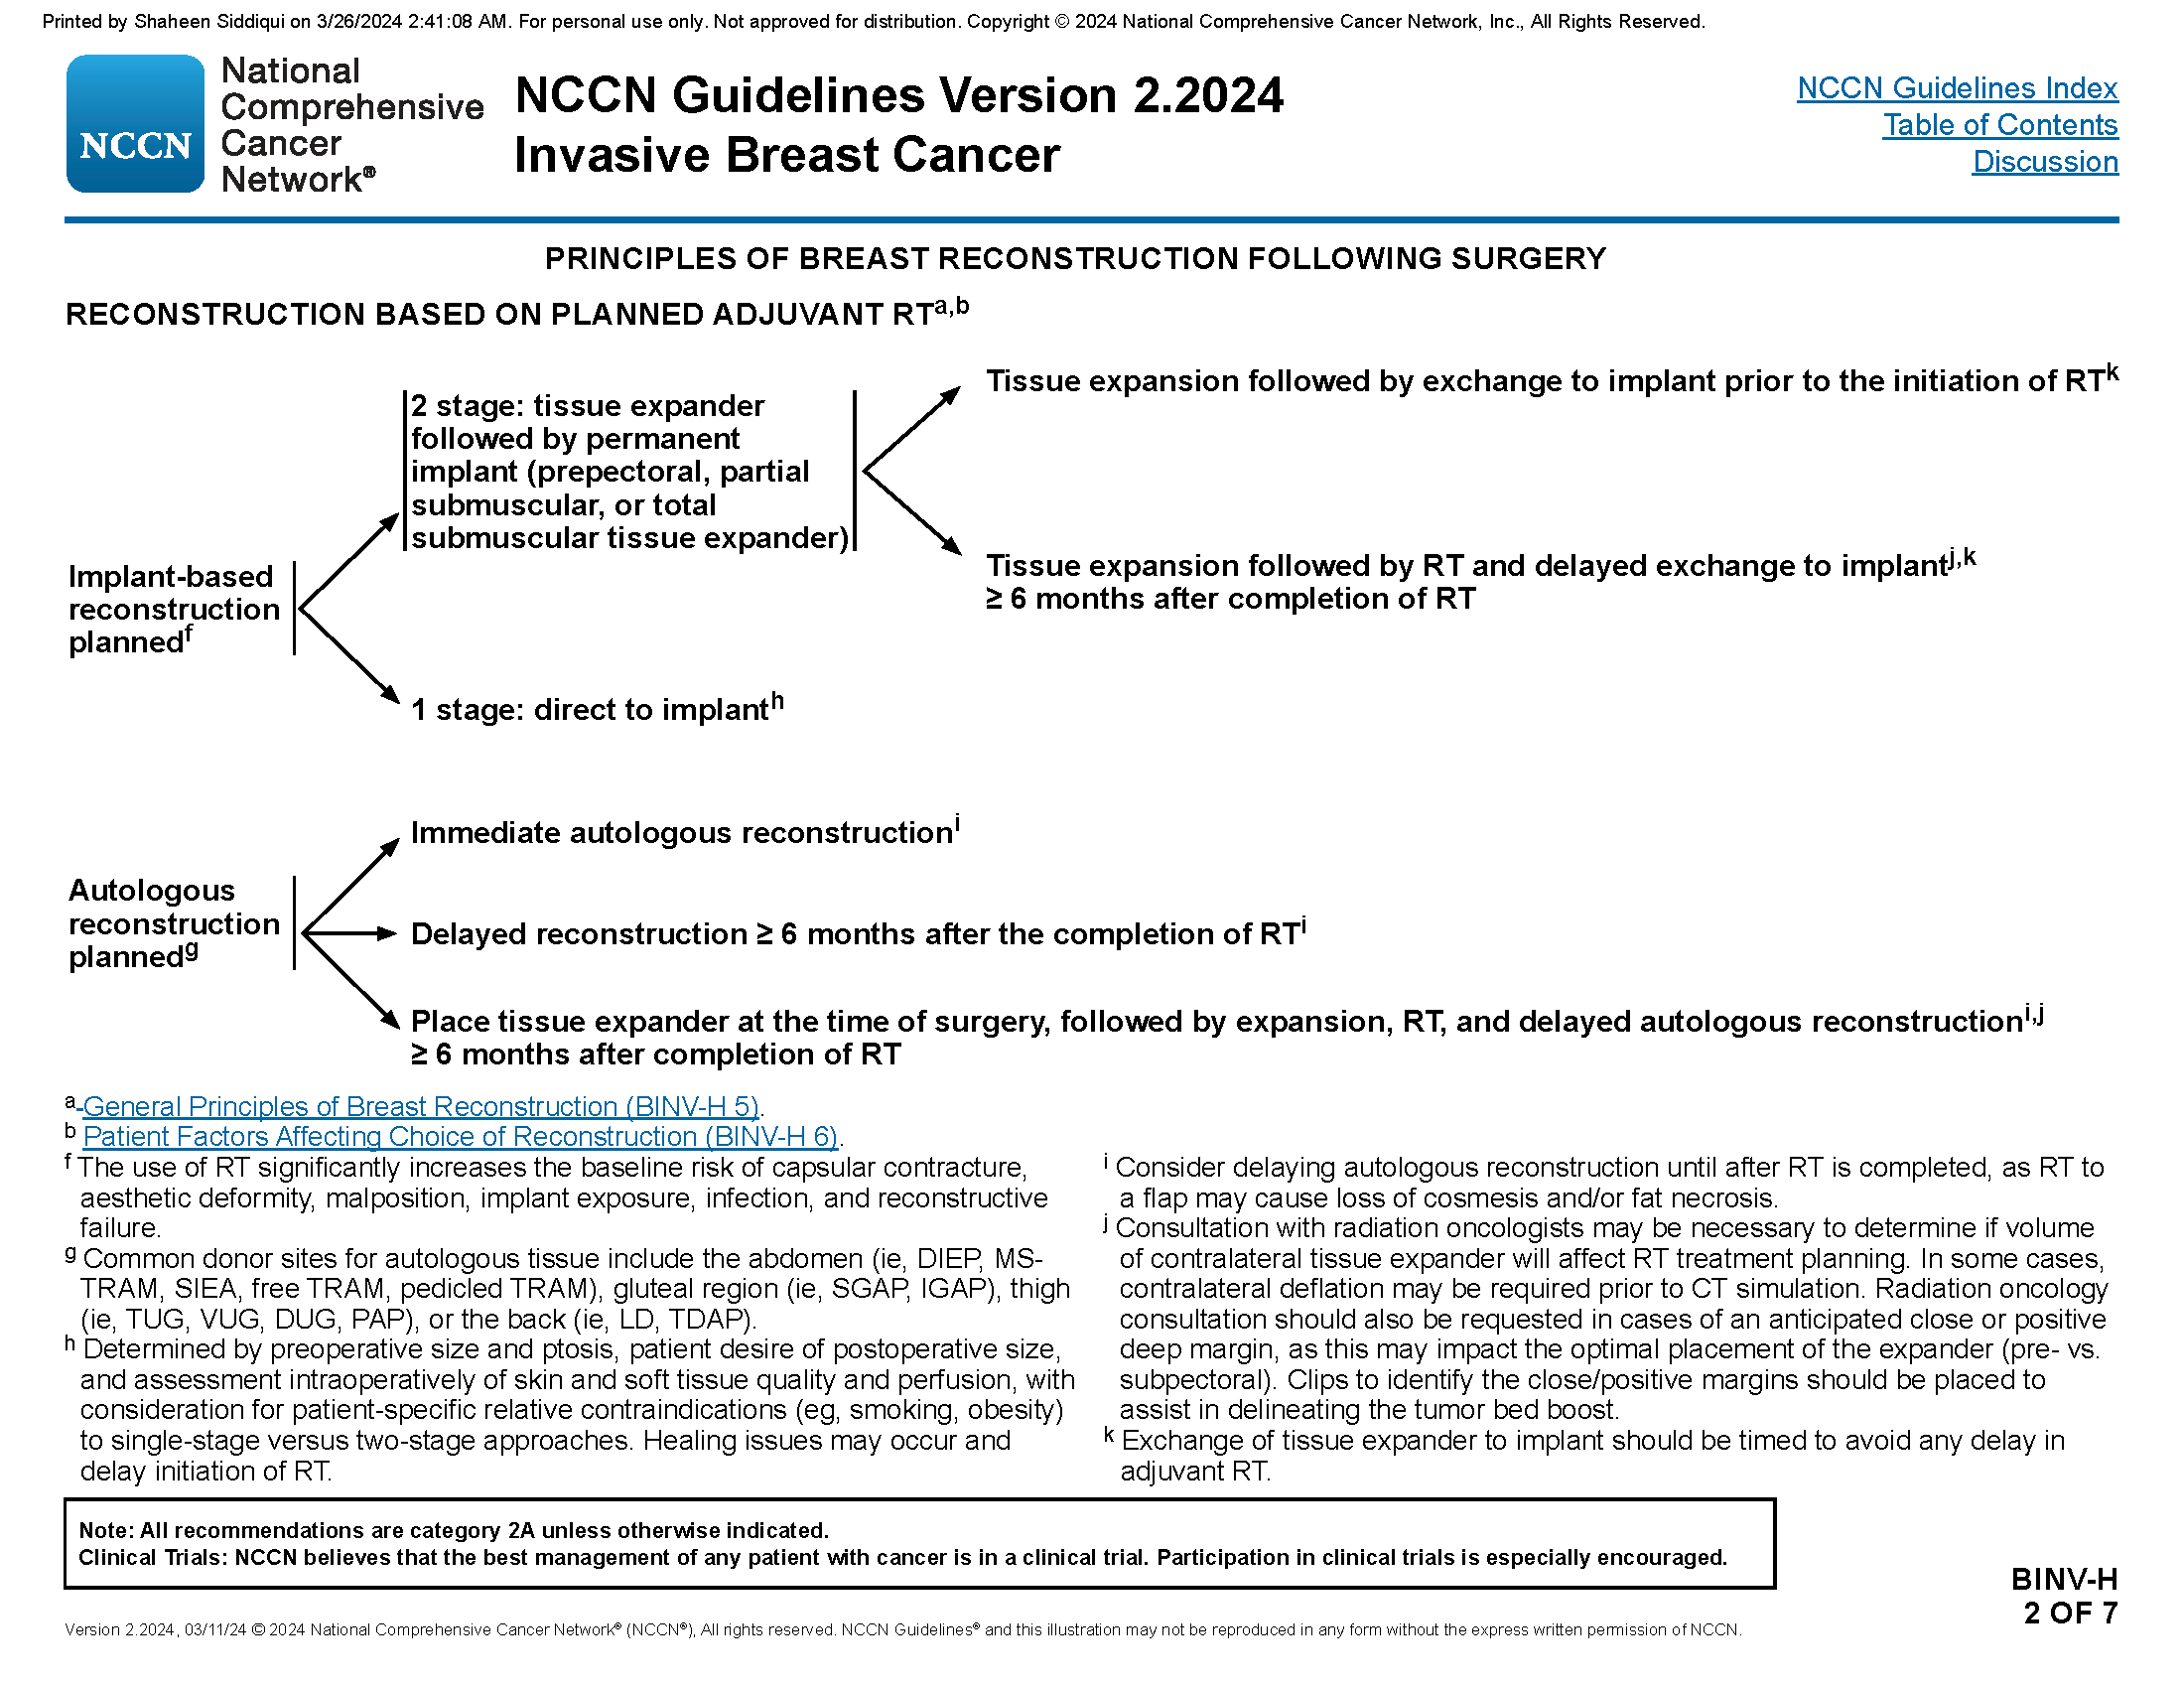 Printed by Shaheen Siddiqui on 3/26/2024 2:41:08 AM. For personal use only. Not approved for distribution. Copyright © 2024 National Comprehensive Cancer Network, Inc., All Rights Reserved.
NCCN
National
Comprehensive
Cancer
Network®
NCCN Guidelines Version 2.2024
Invasive Breast Cancer
NCCN Guidelines Index
Table of Contents
Discussion
PRINCIPLES OF BREAST RECONSTRUCTION FOLLOWING SURGERY
RECONSTRUCTION BASED ON PLANNED ADJUVANT RTa,b
Implant-based
reconstruction
plannedf
2 stage: tissue expander
followed by permanent
implant (prepectoral, partial
submuscular, or total
submuscular tissue expander)
Tissue expansion followed by exchange to implant prior to the initiation of RTk
Tissue expansion followed by RT and delayed exchange to implantj,k
≥ 6 months after completion of RT
1 stage: direct to implanth
Autologous
reconstruction
plannedg
Immediate autologous reconstructioni
Delayed reconstruction ≥ 6 months after the completion of RTi
Place tissue expander at the time of surgery, followed by expansion, RT, and delayed autologous reconstructioni,j
≥ 6 months after completion of RT
a General Principles of Breast Reconstruction (BINV-H 5).
b Patient Factors Affecting Choice of Reconstruction (BINV-H 6).
f The use of RT significantly increases the baseline risk of capsular contracture,
aesthetic deformity, malposition, implant exposure, infection, and reconstructive
failure.
g Common donor sites for autologous tissue include the abdomen (ie, DIEP, MS-
TRAM, SIEA, free TRAM, pedicled TRAM), gluteal region (ie, SGAP, IGAP), thigh
(ie, TUG, VUG, DUG, PAP), or the back (ie, LD, TDAP).
h Determined by preoperative size and ptosis, patient desire of postoperative size,
and assessment intraoperatively of skin and soft tissue quality and perfusion, with
consideration for patient-specific relative contraindications (eg, smoking, obesity)
to single-stage versus two-stage approaches. Healing issues may occur and
delay initiation of RT.
i Consider delaying autologous reconstruction until after RT is completed, as RT to
a flap may cause loss of cosmesis and/or fat necrosis.
j Consultation with radiation oncologists may be necessary to determine if volume
of contralateral tissue expander will affect RT treatment planning. In some cases,
contralateral deflation may be required prior to CT simulation. Radiation oncology
consultation should also be requested in cases of an anticipated close or positive
deep margin, as this may impact the optimal placement of the expander (pre- vs.
subpectoral). Clips to identify the close/positive margins should be placed to
assist in delineating the tumor bed boost.
k Exchange of tissue expander to implant should be timed to avoid any delay in
adjuvant RT.
Note: All recommendations are category 2A unless otherwise indicated.
Clinical Trials: NCCN believes that the best management of any patient with cancer is in a clinical trial. Participation in clinical trials is especially encouraged.
BINV-H
2 OF 7
Version 2.2024, 03/11/24 © 2024 National Comprehensive Cancer Network® (NCCN®), All rights reserved. NCCN Guidelines® and this illustration may not be reproduced in any form without the express written permission of NCCN.